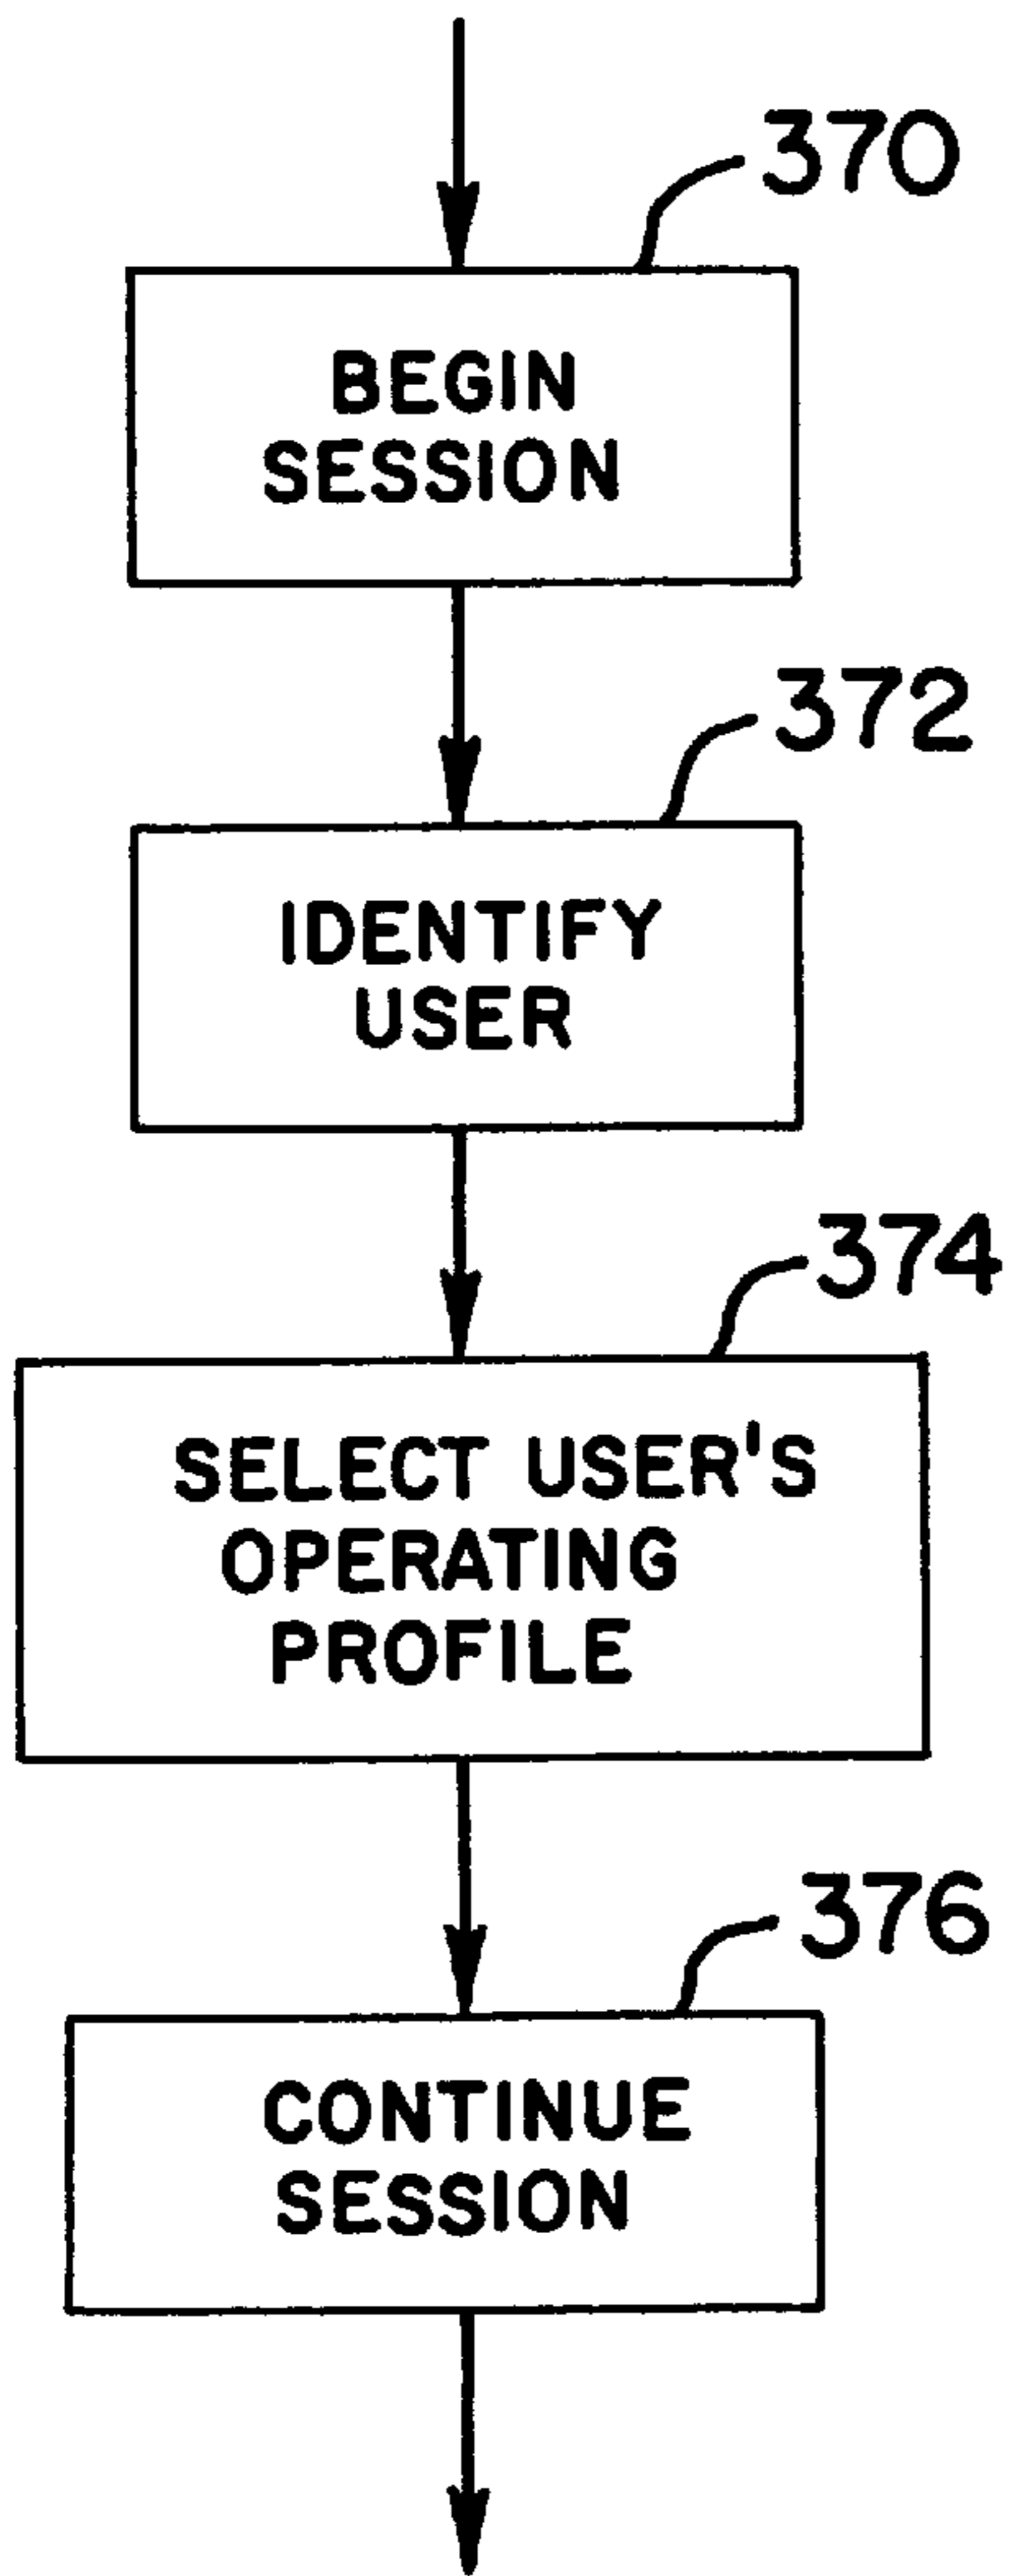 370
BEGIN
SESSION
372
IDENTIFY
USER
374
SELECT USER'S
OPERATING
PROFILE
376
CONTINUE
SESSION